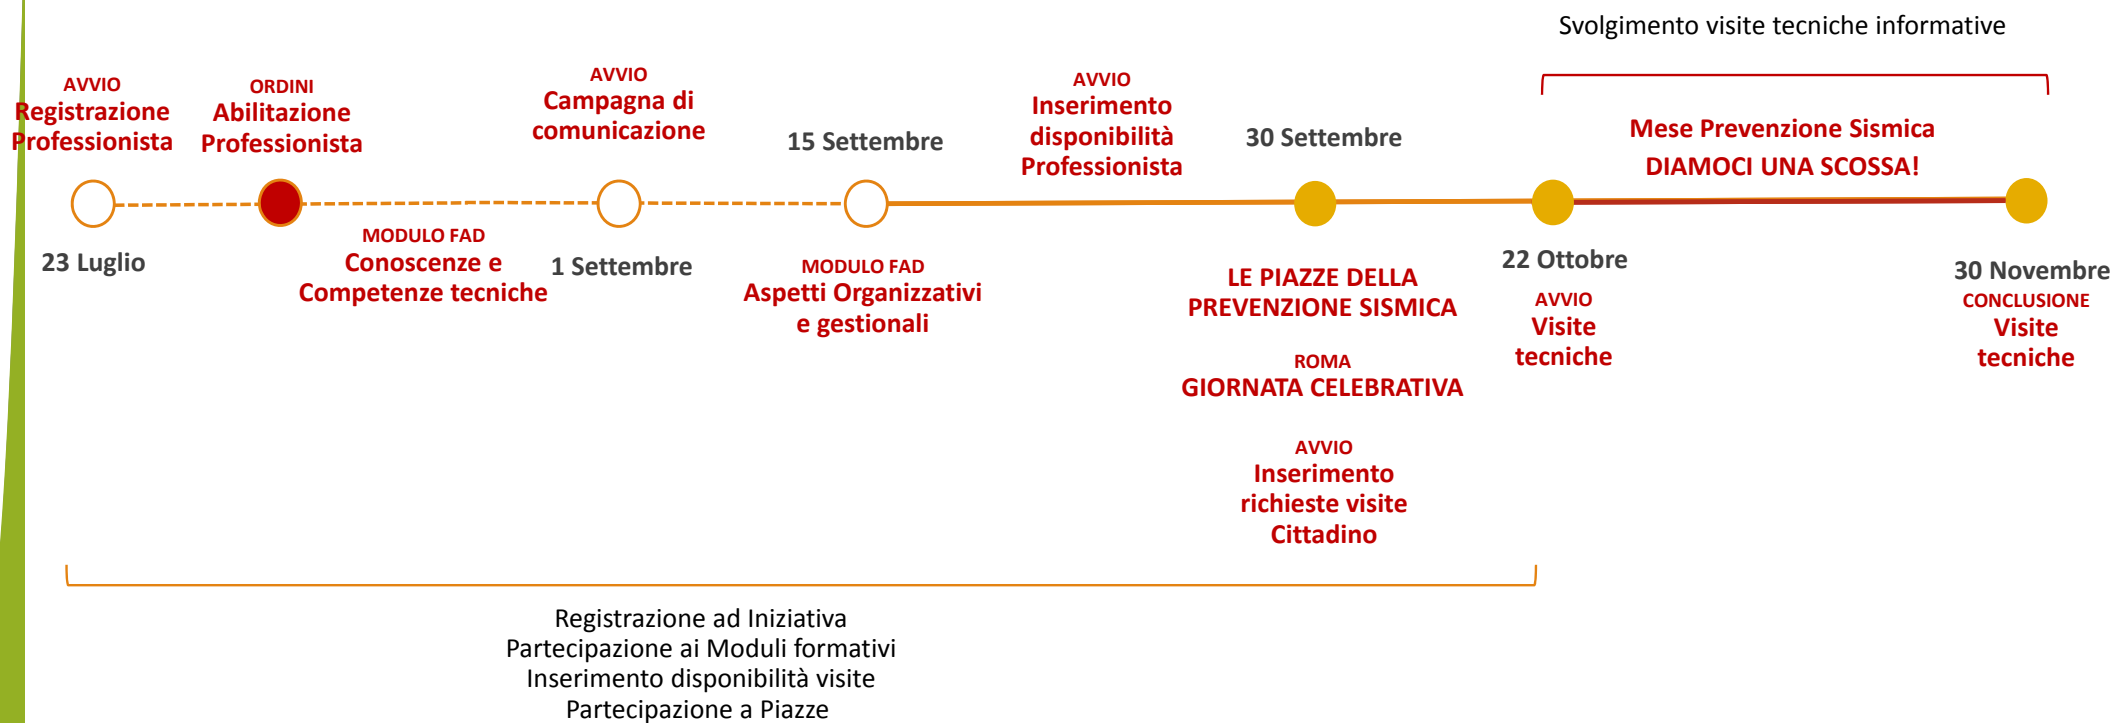 Svolgimento visite tecniche informative
AVVIO
Registrazione
Professionista
ORDINI
Abilitazione
Professionista
AVVIO
Campagna di
comunicazione
15 Settembre
AVVIO
Inserimento
disponibilità
Professionista
30 Settembre
Mese Prevenzione Sismica
DIAMOCI UNA SCOSSA!
23 Luglio
MODULO FAD
Conoscenze e
Competenze tecniche
1 Settembre
MODULO FAD
Aspetti Organizzativi
e gestionali
LE PIAZZE DELLA
PREVENZIONE SISMICA
ROMA
GIORNATA CELEBRATIVA
AVVIO
Inserimento
richieste visite
Cittadino
22 Ottobre
AVVIO
Visite
tecniche
30 Novembre
CONCLUSIONE
Visite
tecniche
Registrazione ad Iniziativa
Partecipazione ai Moduli formativi
Inserimento disponibilità visite
Partecipazione a Piazze